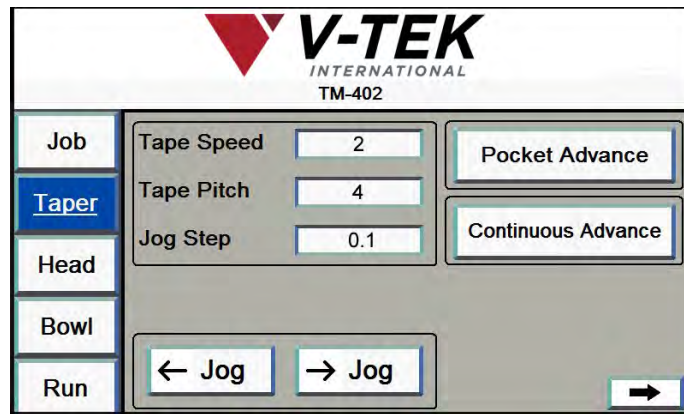 V-TEK
INTERNATIONAL
TM-402
Job
Taper
Head
Bowl
Run
Tape Speed 2
Tape Pitch 4
Jog Step 0.1
Pocket Advance
Continuous Advance
← Jog → Jog
→